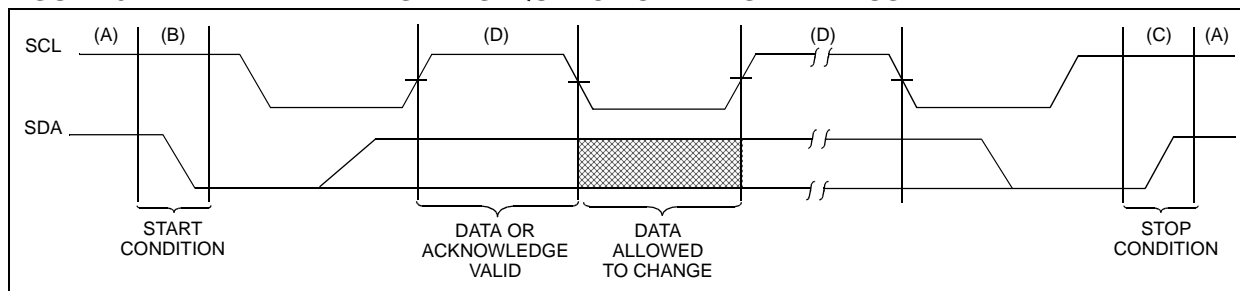 (A) (B) (D) (D) (C) (A)
SCL
SDA
START
CONDITION
DATA OR
ACKNOWLEDGE
VALID
DATA
ALLOWED
TO CHANGE
STOP
CONDITION